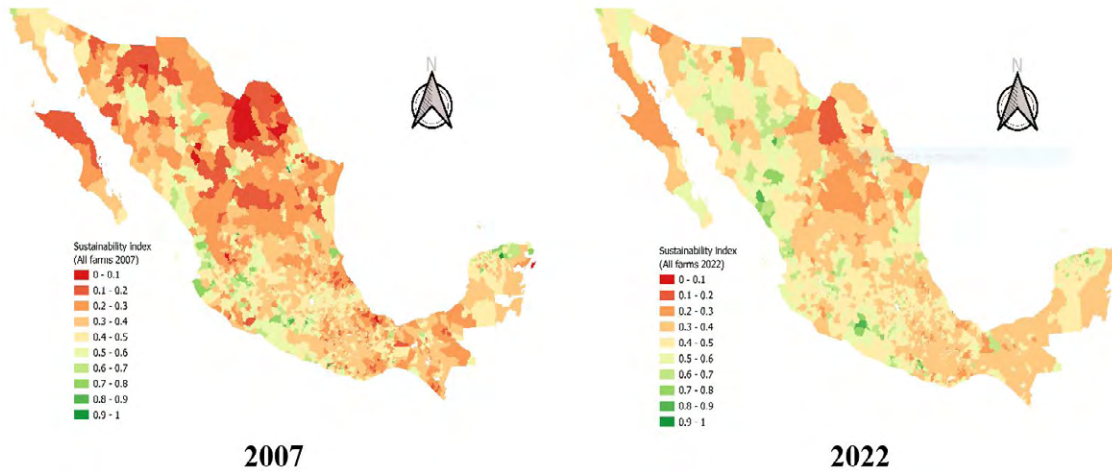 N
Sustainability Index
(All farms 2007)
0 - 0.1
0.1 - 0.2
0.2 - 0.3
0.3 - 0.4
0.4 - 0.5
0.5 - 0.6
0.6 - 0.7
0.7 - 0.8
0.8 - 0.9
0.9 - 1
2007
N
Sustainability Index
(All farms 2022)
0 - 0.1
0.1 - 0.2
0.2 - 0.3
0.3 - 0.4
0.4 - 0.5
0.5 - 0.6
0.6 - 0.7
0.7 - 0.8
0.8 - 0.9
0.9 - 1
2022